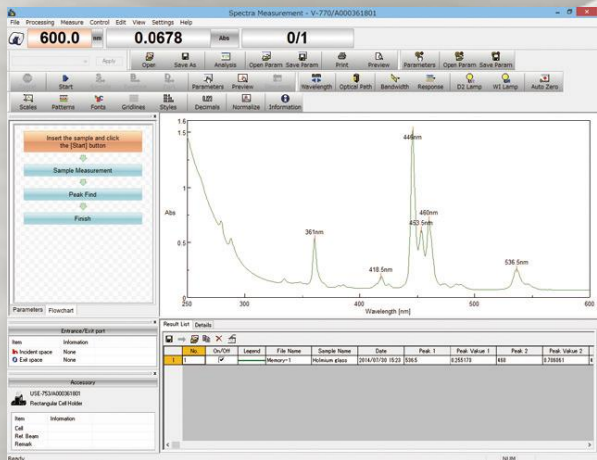 Spectra Measurement - V-770/A000361801
File Processing Measure Control Edit View Settings Help
600.0 nm 0.0678 Abs 0/1
Apply Open Save As Analysis Open Param Save Param Print Preview Parameters Open Param Save Param
Start Parameters Preview Wavelength Optical Path Bandwidth Response D2 Lamp WI Lamp Auto Zero
Scales Patterns Fonts Gridlines Styles Decimals Normalize Information
Insert the sample and click
the [Start] button
Sample Measurement
Peak Find
Finish
Parameters Flowchart
1.6
1.5
1
Abs
0.5
0
250 300 400 500 600
Wavelength [nm]
361nm
418.5nm
446nm
453.5nm
460nm
536.5nm
Entrance/Exit port
Item Information
In Incident space None
Exit space None
Accessory
USE-753/A000361801
Rectangular Cell Holder
Item Information
Cell
Ref. Beam
Remark
Result List Details
No. On/Off Legend File Name Sample Name Date Peak 1 Peak Value 1 Peak 2 Peak Value 2
1 1 Memory-1 Holmium glass 2014/07/30 15:23 536.5 0.255173 460
Ready
NUM